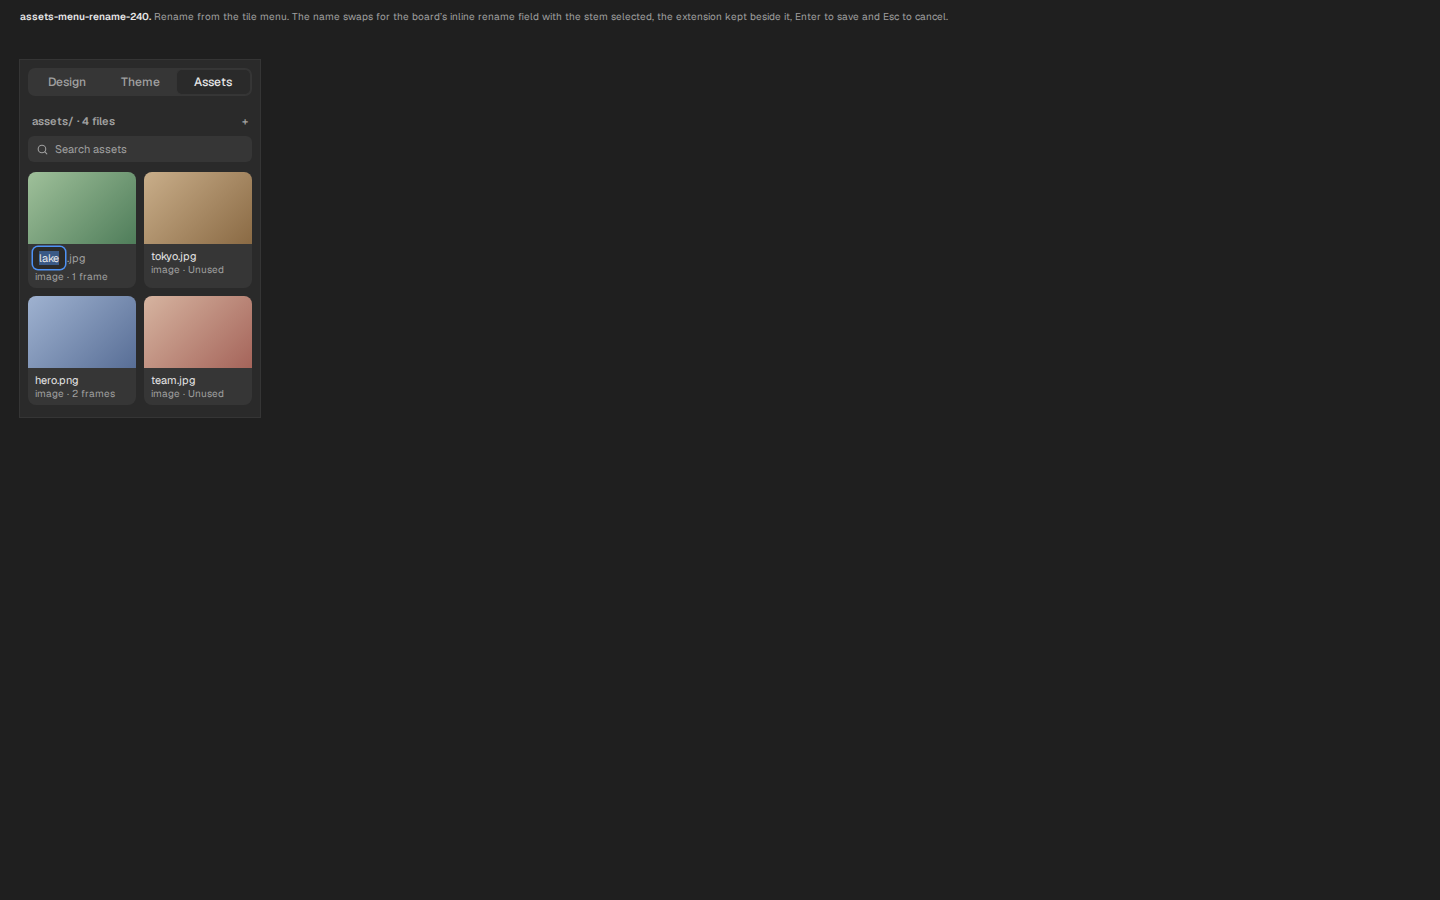 assets-menu-rename-240. Rename from the tile menu. The name swaps for the board's inline rename field with the stem selected, the extension kept beside it, Enter to save and Esc to cancel.
Design Theme Assets
assets/ · 4 files +
Search assets
lake .jpg
image · 1 frame
tokyo.jpg
image · Unused
hero.png
image · 2 frames
team.jpg
image · Unused